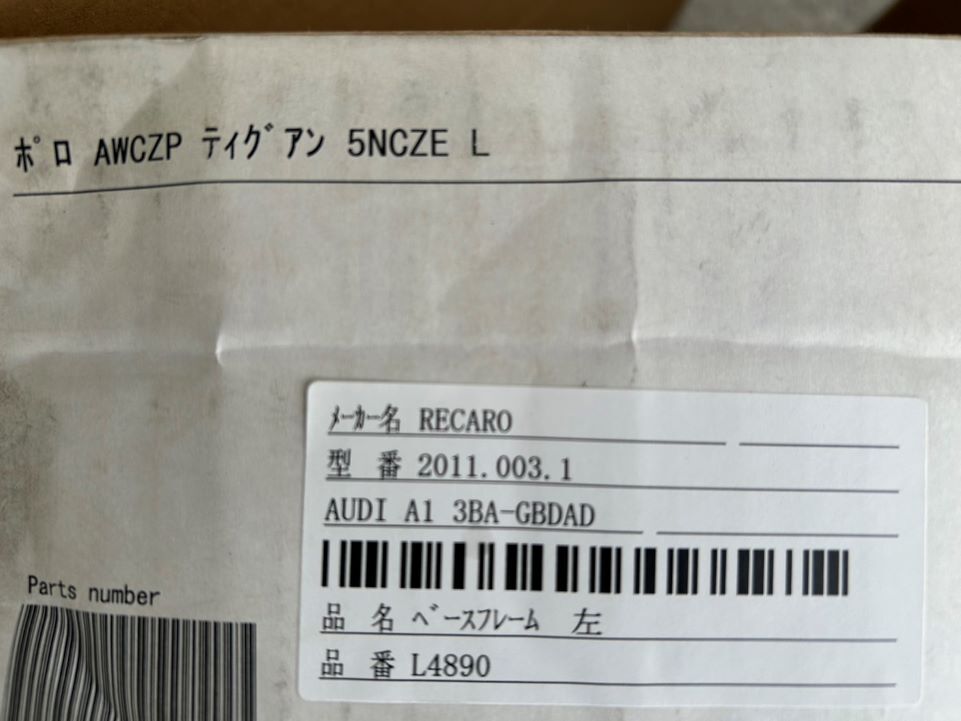 ﾎﾟﾛ AWCZP ﾃｨｸﾞｱﾝ 5NCZE L
ﾒｰｶｰ名 RECARO
型 番 2011.003.1
AUDI A1 3BA-GBDAD
品 名 ﾍﾞｰｽﾌﾚｰﾑ 左
品 番 L4890
Parts number